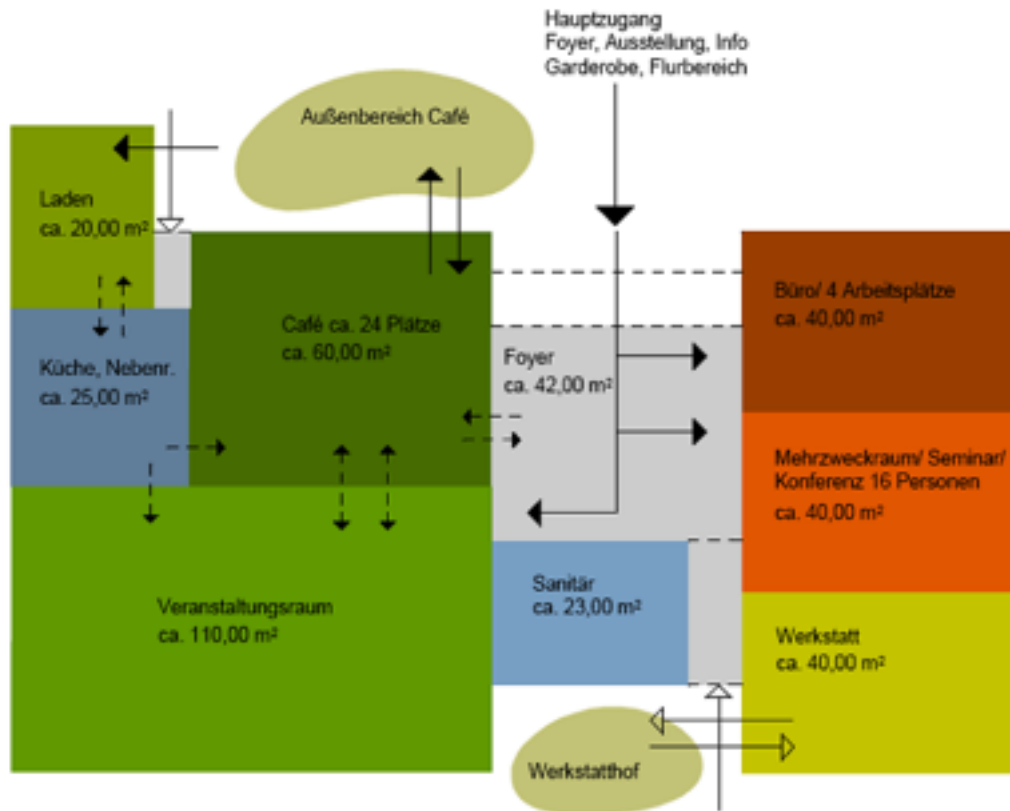 Hauptzugang
Foyer, Ausstellung, Info
Garderobe, Flurbereich
Außenbereich Café
Laden
ca. 20,00 m²
Büro/ 4 Arbeitsplätze
ca. 40,00 m²
Café ca. 24 Plätze
ca. 60,00 m²
Foyer
ca. 42,00 m²
Küche, Nebenr.
ca. 25,00 m²
Mehrzweckraum/ Seminar/
Konferenz 16 Personen
ca. 40,00 m²
Sanitär
ca. 23,00 m²
Veranstaltungsraum
ca. 110,00 m²
Werkstatt
ca. 40,00 m²
Werkstatthof